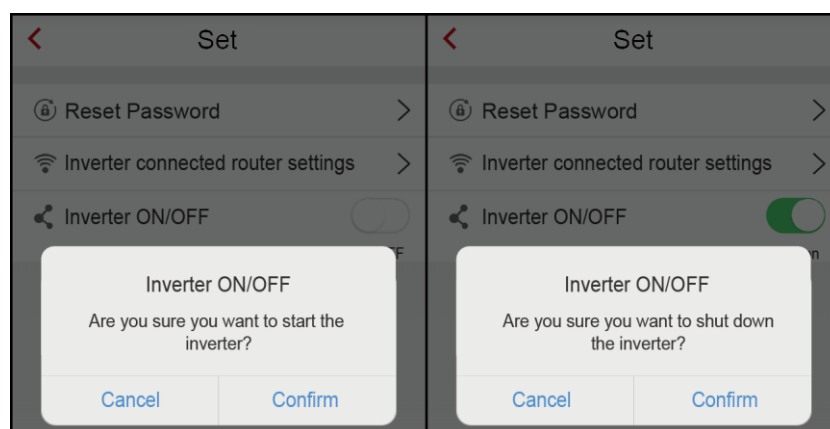 Set
Reset Password
Inverter connected router settings
Inverter ON/OFF
Inverter ON/OFF
Are you sure you want to start the
inverter?
Cancel Confirm
Set
Reset Password
Inverter connected router settings
Inverter ON/OFF
Inverter ON/OFF
Are you sure you want to shut down
the inverter?
Cancel Confirm